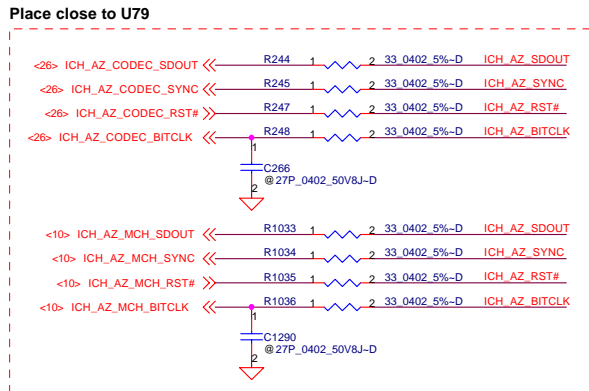 Place close to U79
<26> ICH_AZ_CODEC_SDOUT R244 1 2 33_0402_5%~D ICH_AZ_SDOUT
<26> ICH_AZ_CODEC_SYNC R245 1 2 33_0402_5%~D ICH_AZ_SYNC
<26> ICH_AZ_CODEC_RST# R247 1 2 33_0402_5%~D ICH_AZ_RST#
<26> ICH_AZ_CODEC_BITCLK R248 1 2 33_0402_5%~D ICH_AZ_BITCLK
1
C266
@27P_0402_50V8J~D
2
<10> ICH_AZ_MCH_SDOUT R1033 1 2 33_0402_5%~D ICH_AZ_SDOUT
<10> ICH_AZ_MCH_SYNC R1034 1 2 33_0402_5%~D ICH_AZ_SYNC
<10> ICH_AZ_MCH_RST# R1035 1 2 33_0402_5%~D ICH_AZ_RST#
<10> ICH_AZ_MCH_BITCLK R1036 1 2 33_0402_5%~D ICH_AZ_BITCLK
1
C1290
@27P_0402_50V8J~D
2